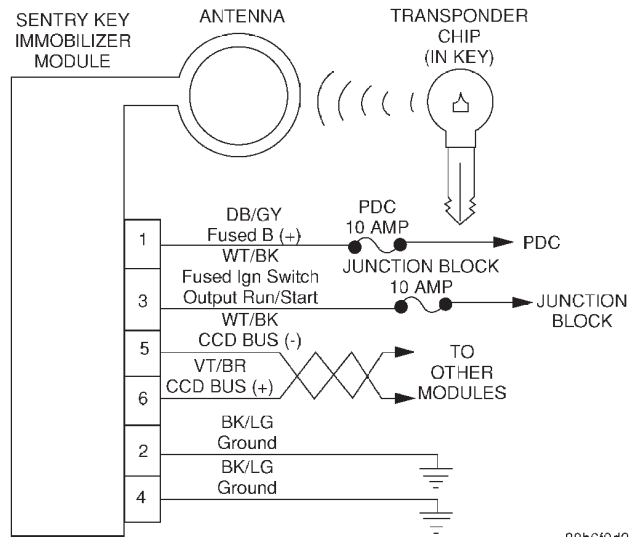 SENTRY KEY
IMMOBILIZER
MODULE
ANTENNA
TRANSPONDER
CHIP
(IN KEY)
1
DB/GY
Fused B (+)
PDC
10 AMP
PDC
3
WT/BK
Fused Ign Switch
Output Run/Start
JUNCTION BLOCK
10 AMP
JUNCTION
BLOCK
5
WT/BK
CCD BUS (-)
6
VT/BR
CCD BUS (+)
TO
OTHER
MODULES
2
BK/LG
Ground
4
BK/LG
Ground